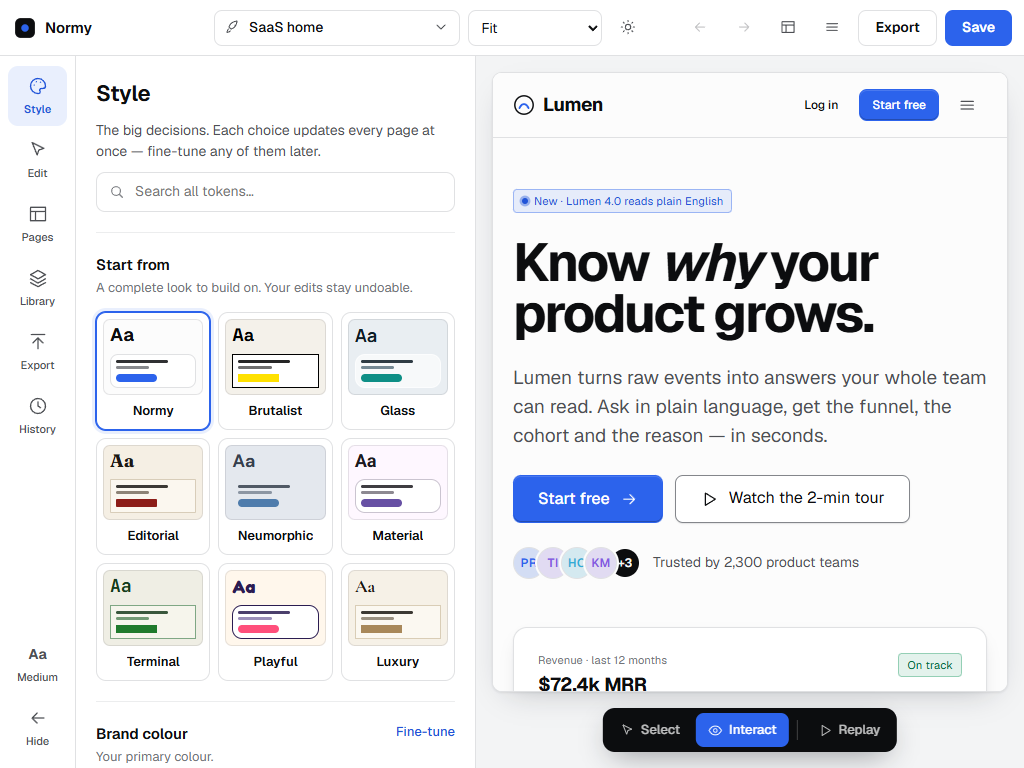 Normy
SaaS home
Fit
Export
Save
Style
Edit
Pages
Library
Export
History
Aa
Medium
Hide
Style
The big decisions. Each choice updates every page at
once — fine-tune any of them later.
Search all tokens...
Start from
A complete look to build on. Your edits stay undoable.
Aa
Normy
Aa
Brutalist
Aa
Glass
Aa
Editorial
Aa
Neumorphic
Aa
Material
Aa
Terminal
Aa
Playful
Aa
Luxury
Brand colour
Fine-tune
Your primary colour.
Lumen
Log in
Start free
New · Lumen 4.0 reads plain English
Know why your
product grows.
Lumen turns raw events into answers your whole team
can read. Ask in plain language, get the funnel, the
cohort and the reason — in seconds.
Start free
Watch the 2-min tour
PR
TI
HC
KM
+3
Trusted by 2,300 product teams
Revenue · last 12 months
On track
$72.4k MRR
Select
Interact
Replay